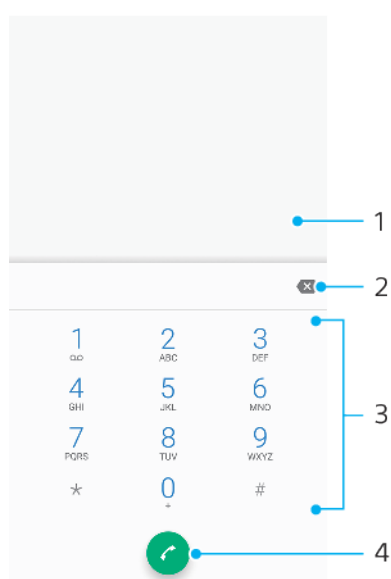 1
2
1 2 3
ABC DEF
4 5 6
GHI JKL MNO
3
7 8 9
PQRS TUV WXYZ
* 0 #
+
4